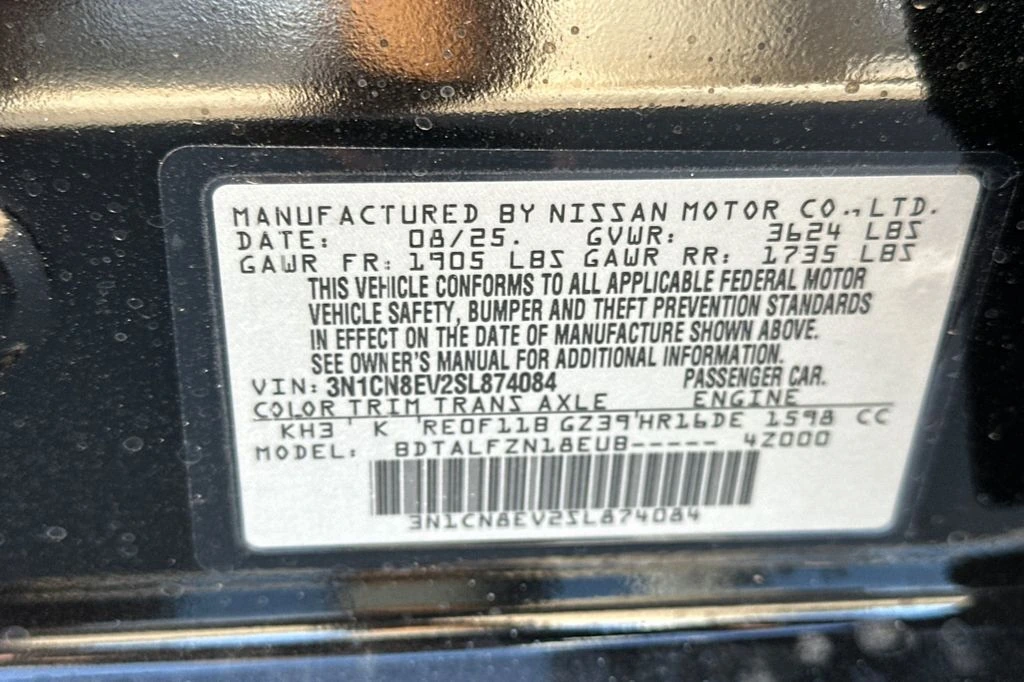 MANUFACTURED BY NISSAN MOTOR CO., LTD.
DATE: 08/25. GVWR: 3624 LBS
GAWR FR: 1905 LBS GAWR RR: 1735 LBS
THIS VEHICLE CONFORMS TO ALL APPLICABLE FEDERAL MOTOR
VEHICLE SAFETY, BUMPER AND THEFT PREVENTION STANDARDS
IN EFFECT ON THE DATE OF MANUFACTURE SHOWN ABOVE.
SEE OWNER'S MANUAL FOR ADDITIONAL INFORMATION.
VIN: 3N1CN8EV2SL874084 PASSENGER CAR.
COLOR TRIM TRANS AXLE ENGINE
KH3 K RE0F11B GZ39 HR16DE 1598 CC
MODEL: BDTALFZN18EUB----- 4Z000
3N1CN8EV2SL874084